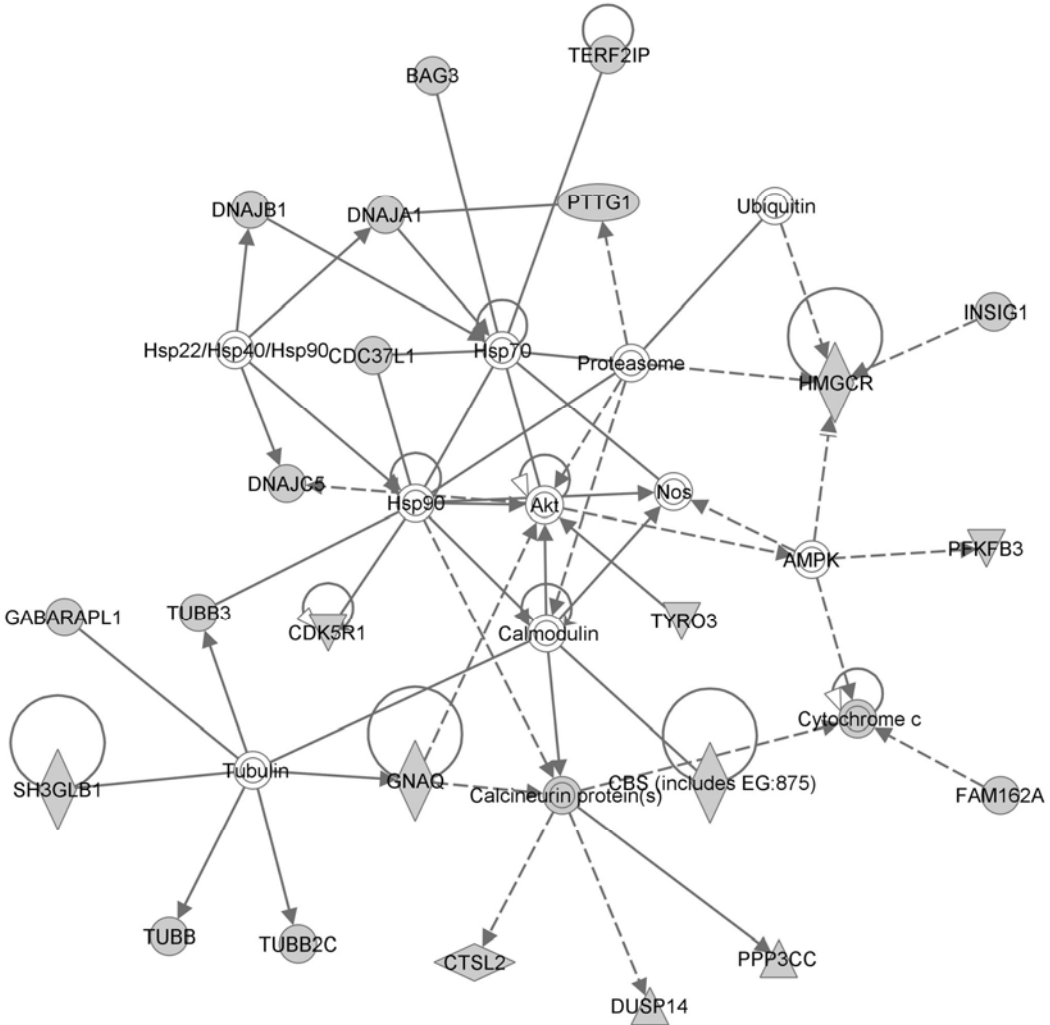 TERF2IP
BAG3
PTTG1
Ubiquitin
DNAJB1
DNAJA1
INSIG1
Hsp22/Hsp40/Hsp90
CDC37L1
Hsp70
Proteasome
HMGCR
DNAJC5
Hsp90
Akt
Nos
AMPK
PFKFB3
GABARAPL1
TUBB3
CDK5R1
Calmodulin
TYRO3
Cytochrome c
SH3GLB1
Tubulin
GNAQ
Calcineurin protein(s)
CBS (includes EG:875)
FAM162A
TUBB
TUBB2C
CTSL2
PPP3CC
DUSP14